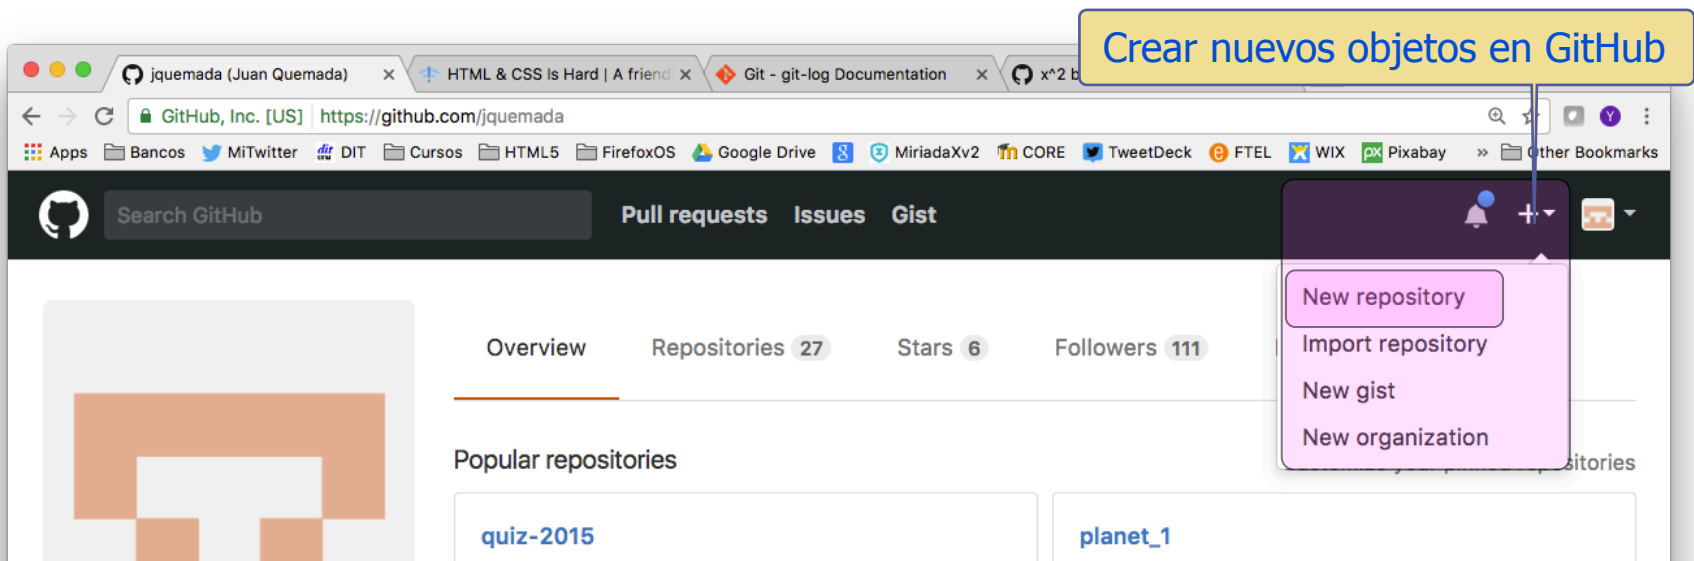 Crear nuevos objetos en GitHub
jquemada (Juan Quemada)
HTML & CSS Is Hard | A friend
Git - git-log Documentation
x^2 b
GitHub, Inc. [US] https://github.com/jquemada
Apps Bancos MiTwitter DIT Cursos HTML5 FirefoxOS Google Drive MiriadaXv2 CORE TweetDeck FTEL WIX Pixabay » Other Bookmarks
Search GitHub Pull requests Issues Gist
New repository
Import repository
New gist
New organization
Overview Repositories 27 Stars 6 Followers 111
Popular repositories
quiz-2015 planet_1